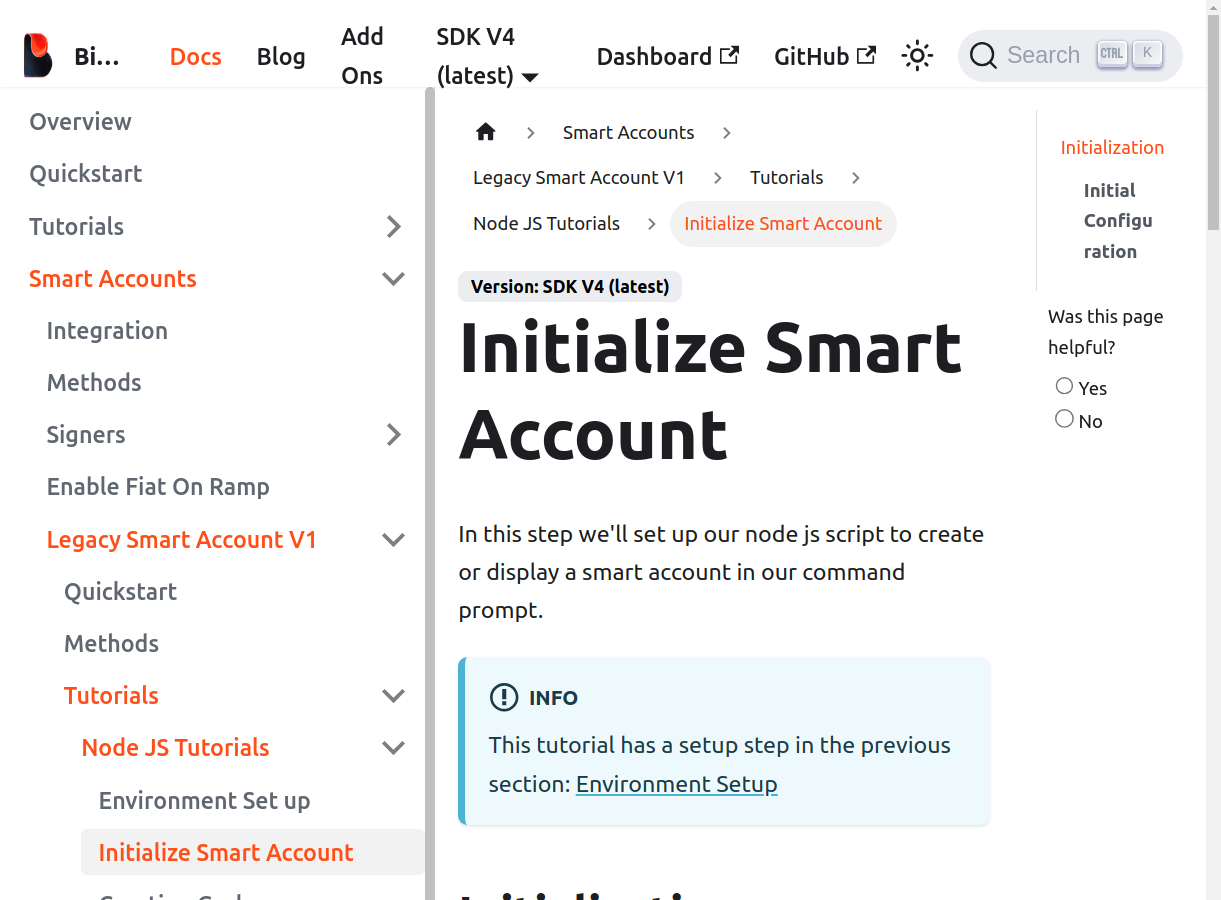 Bi...
Docs
Blog
Add
Ons
SDK V4
(latest)
Dashboard
GitHub
Search
CTRL
K
Overview
Quickstart
Tutorials
Smart Accounts
Integration
Methods
Signers
Enable Fiat On Ramp
Legacy Smart Account V1
Quickstart
Methods
Tutorials
Node JS Tutorials
Environment Set up
Initialize Smart Account
Smart Accounts
Legacy Smart Account V1
Tutorials
Node JS Tutorials
Initialize Smart Account
Version: SDK V4 (latest)
Initialize Smart
Account
In this step we'll set up our node js script to create
or display a smart account in our command
prompt.
INFO
This tutorial has a setup step in the previous
section: Environment Setup
Initialization
Initialization
Initial
Configu
ration
Was this page
helpful?
Yes
No